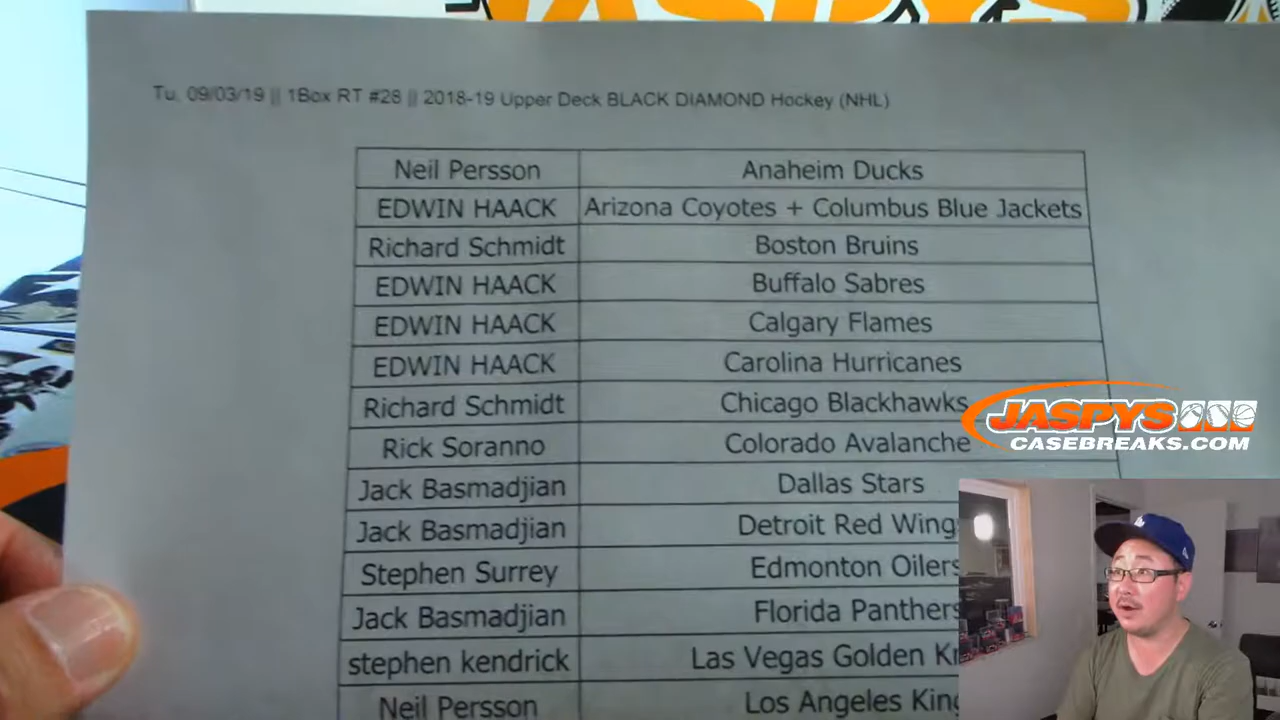 JASPYS
Tu. 09/03/19 || 1Box RT #28 || 2018-19 Upper Deck BLACK DIAMOND Hockey (NHL)
Neil Persson Anaheim Ducks
EDWIN HAACK Arizona Coyotes + Columbus Blue Jackets
Richard Schmidt Boston Bruins
EDWIN HAACK Buffalo Sabres
EDWIN HAACK Calgary Flames
EDWIN HAACK Carolina Hurricanes
Richard Schmidt Chicago Blackhawks
Rick Soranno Colorado Avalanche
Jack Basmadjian Dallas Stars
Jack Basmadjian Detroit Red Wing
Stephen Surrey Edmonton Oilers
Jack Basmadjian Florida Panthers
stephen kendrick Las Vegas Golden Kn
Neil Persson Los Angeles King
JASPYS
CASEBREAKS.COM